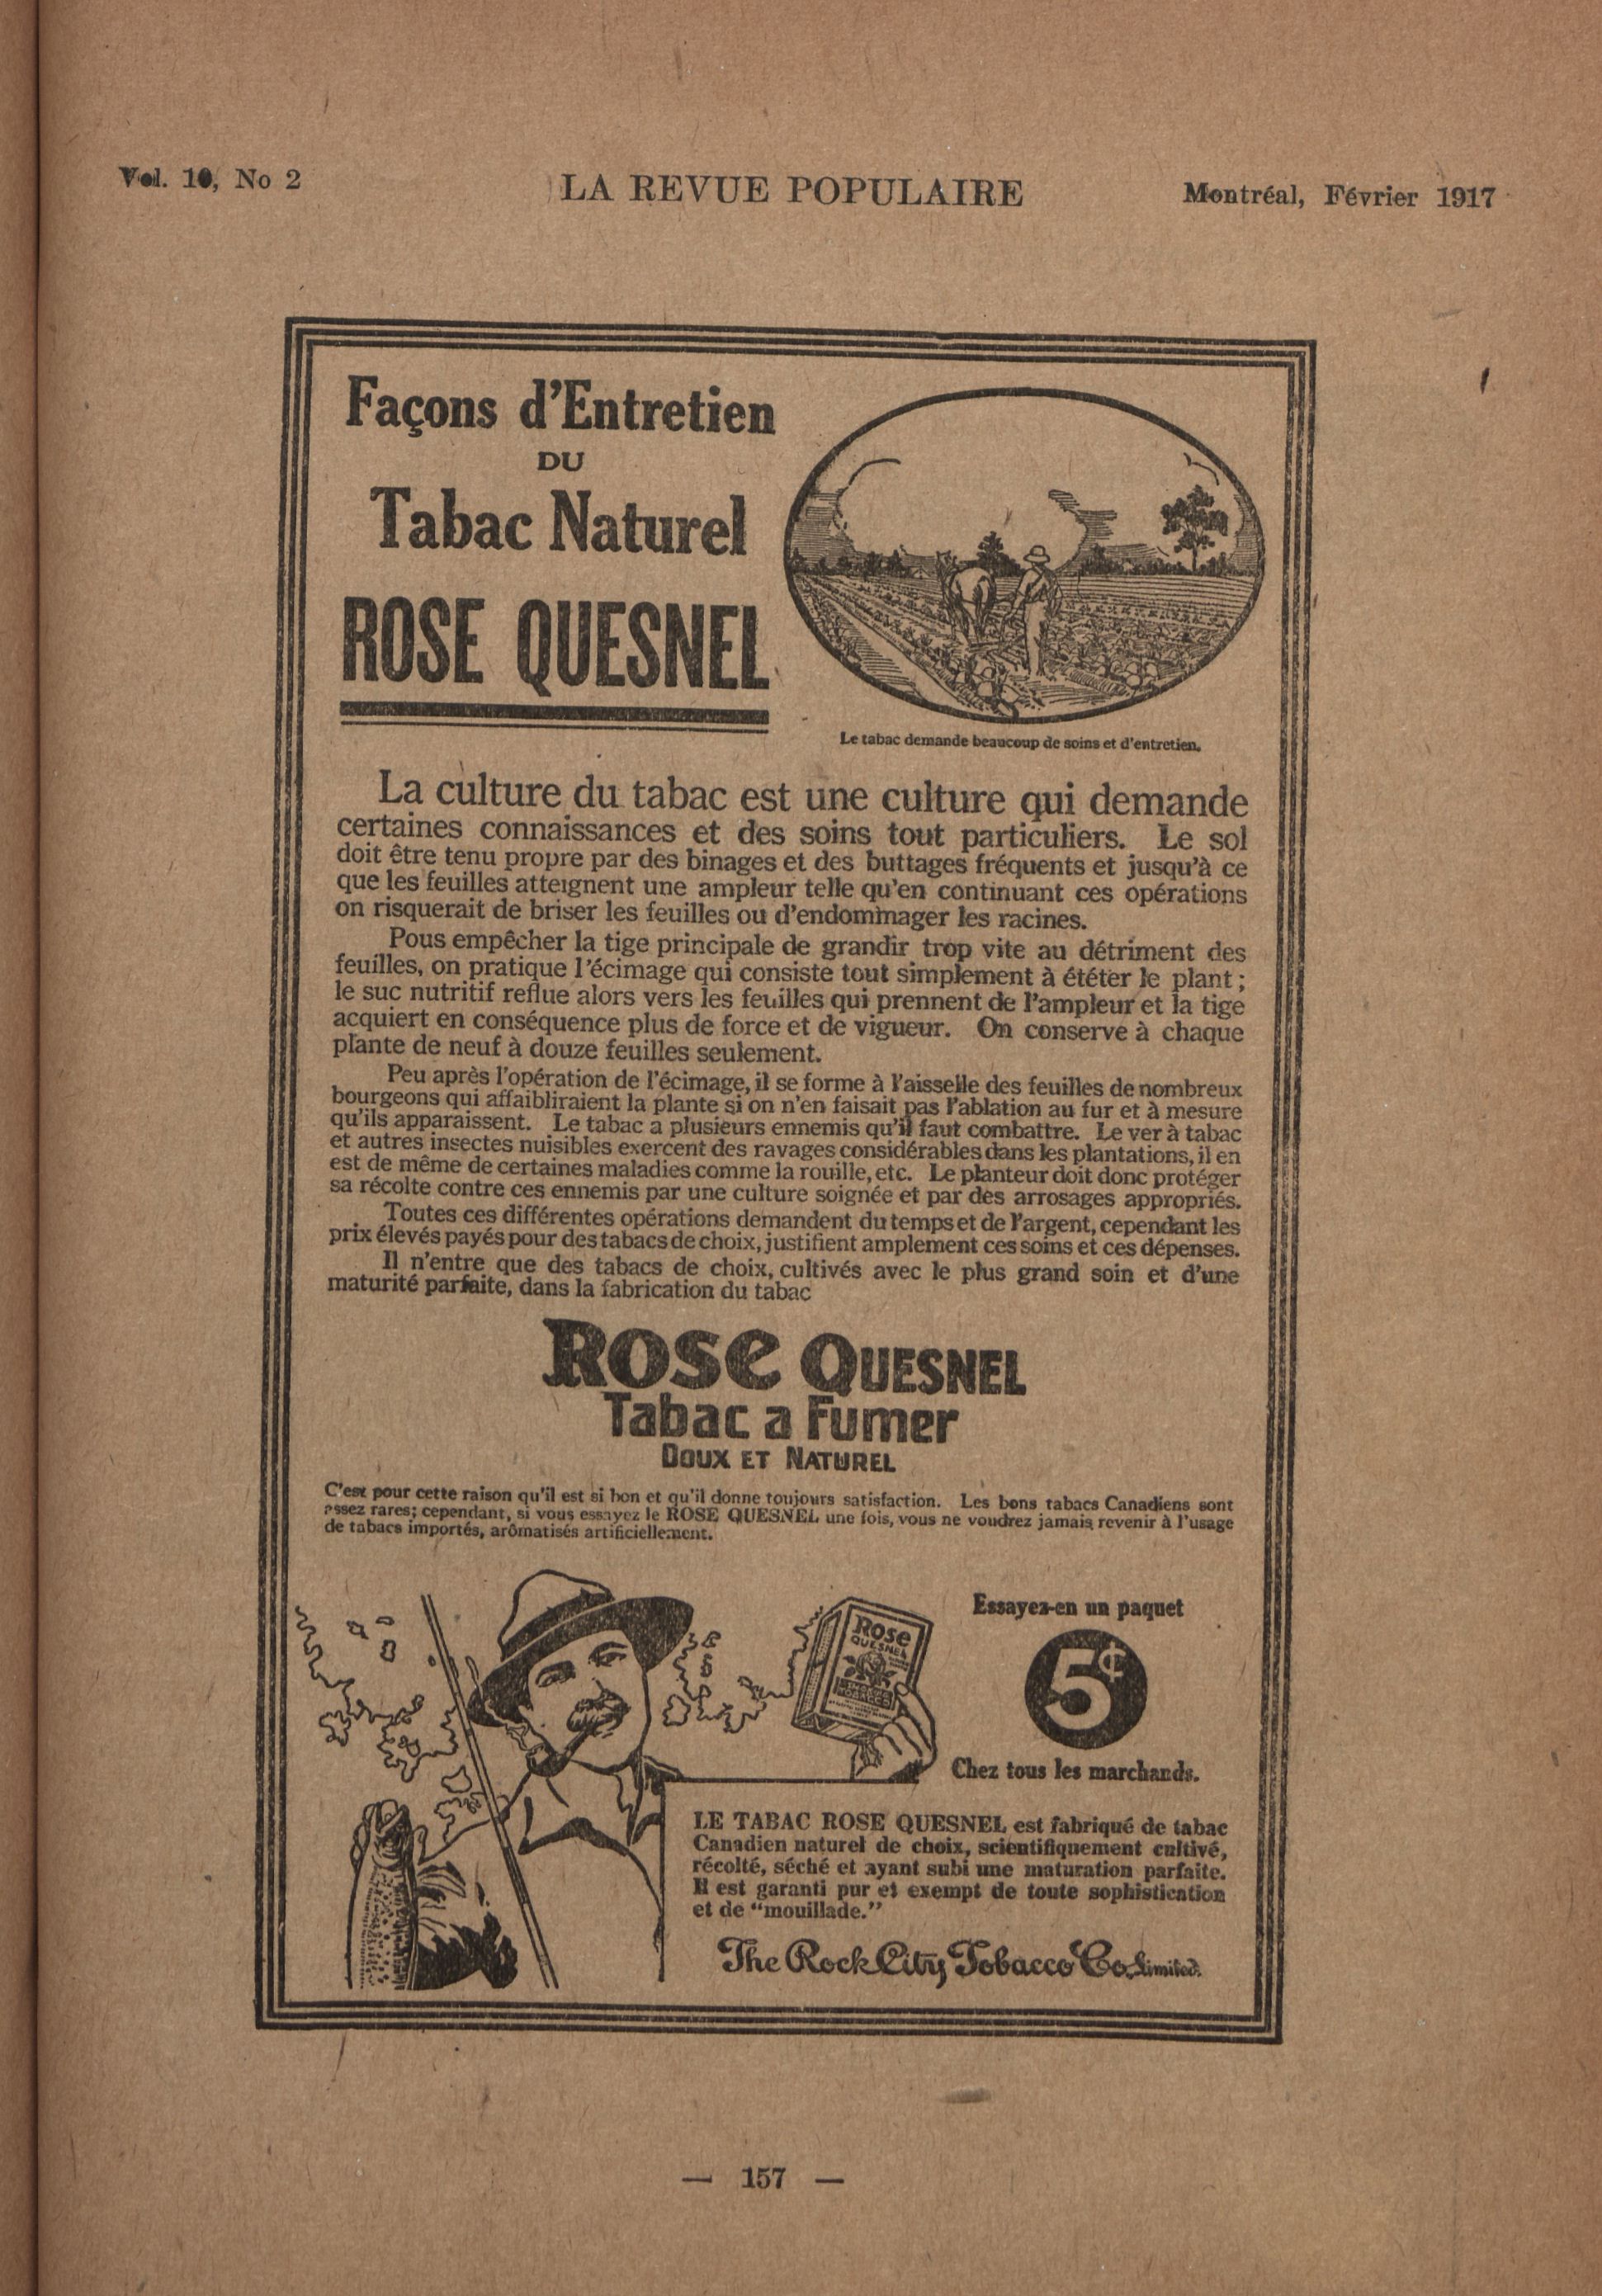 Vol. 10, No 2
LA REVUE POPULAIRE
Montréal, Février 1917
Façons d'Entretien
DU
Tabac Naturel
ROSE QUESNEL
Le tabac demande beaucoup de soins et d'entretien.
La culture du tabac est une culture qui demande
certaines connaissances et des soins tout particuliers. Le sol
doit être tenu propre par des binages et des buttages fréquents et jusqu'à ce
que les feuilles atteignent une ampleur telle qu'en continuant ces opérations
on risquerait de briser les feuilles ou d'endommager les racines.
Pous empêcher la tige principale de grandir trop vite au détriment des
feuilles, on pratique l'écimage qui consiste tout simplement à ététer le plant ;
le suc nutritif reflue alors vers les feuilles qui prennent de l'ampleur et la tige
acquiert en conséquence plus de force et de vigueur. On conserve à chaque
plante de neuf à douze feuilles seulement.
Peu après l'opération de l'écimage, il se forme à l'aisselle des feuilles de nombreux
bourgeons qui affaibliraient la plante si on n'en faisait pas l'ablation au fur et à mesure
qu'ils apparaissent. Le tabac a plusieurs ennemis qu'il faut combattre. Le ver à tabac
et autres insectes nuisibles exercent des ravages considérables dans les plantations, il en
est de même de certaines maladies comme la rouille, etc. Le planteur doit donc protéger
sa récolte contre ces ennemis par une culture soignée et par des arrosages appropriés.
Toutes ces différentes opérations demandent du temps et de l'argent, cependant les
prix élevés payés pour des tabacs de choix, justifient amplement ces soins et ces dépenses.
Il n'entre que des tabacs de choix, cultivés avec le plus grand soin et d'une
maturité parfaite, dans la fabrication du tabac
ROSE QUESNEL
Tabac a Fumer
DOUX ET NATUREL
C'est pour cette raison qu'il est si bon et qu'il donne toujours satisfaction. Les bons tabacs Canadiens sont
assez rares; cependant, si vous essayez le ROSE QUESNEL une fois, vous ne voudrez jamais revenir à l'usage
de tabacs importés, arômatisés artificiellement.
Rose
QUESNEL
Essayez-en un paquet
5¢
Chez tous les marchands.
LE TABAC ROSE QUESNEL est fabriqué de tabac
Canadien naturel de choix, scientifiquement cultivé,
récolté, séché et ayant subi une maturation parfaite.
Il est garanti pur et exempt de toute sophistication
et de "mouillade."
The Rock City Tobacco Co. Limited.
— 157 —